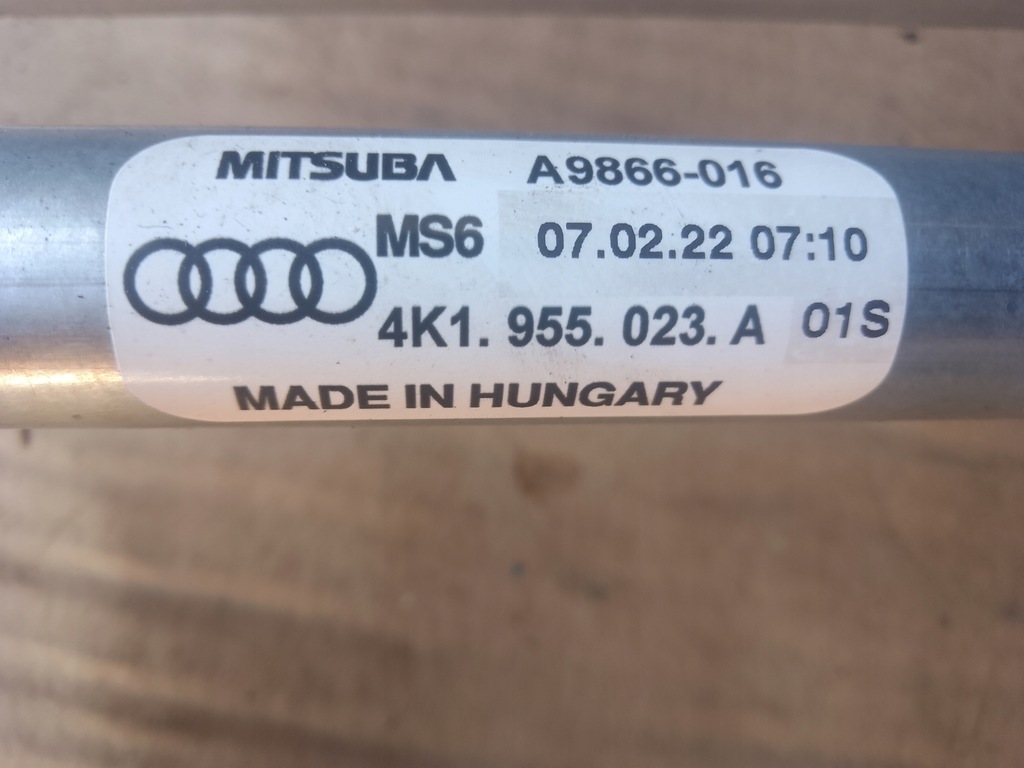 MITSUBA A9866-016
MS6 07.02.22 07:10
4K1. 955. 023. A 01S
MADE IN HUNGARY